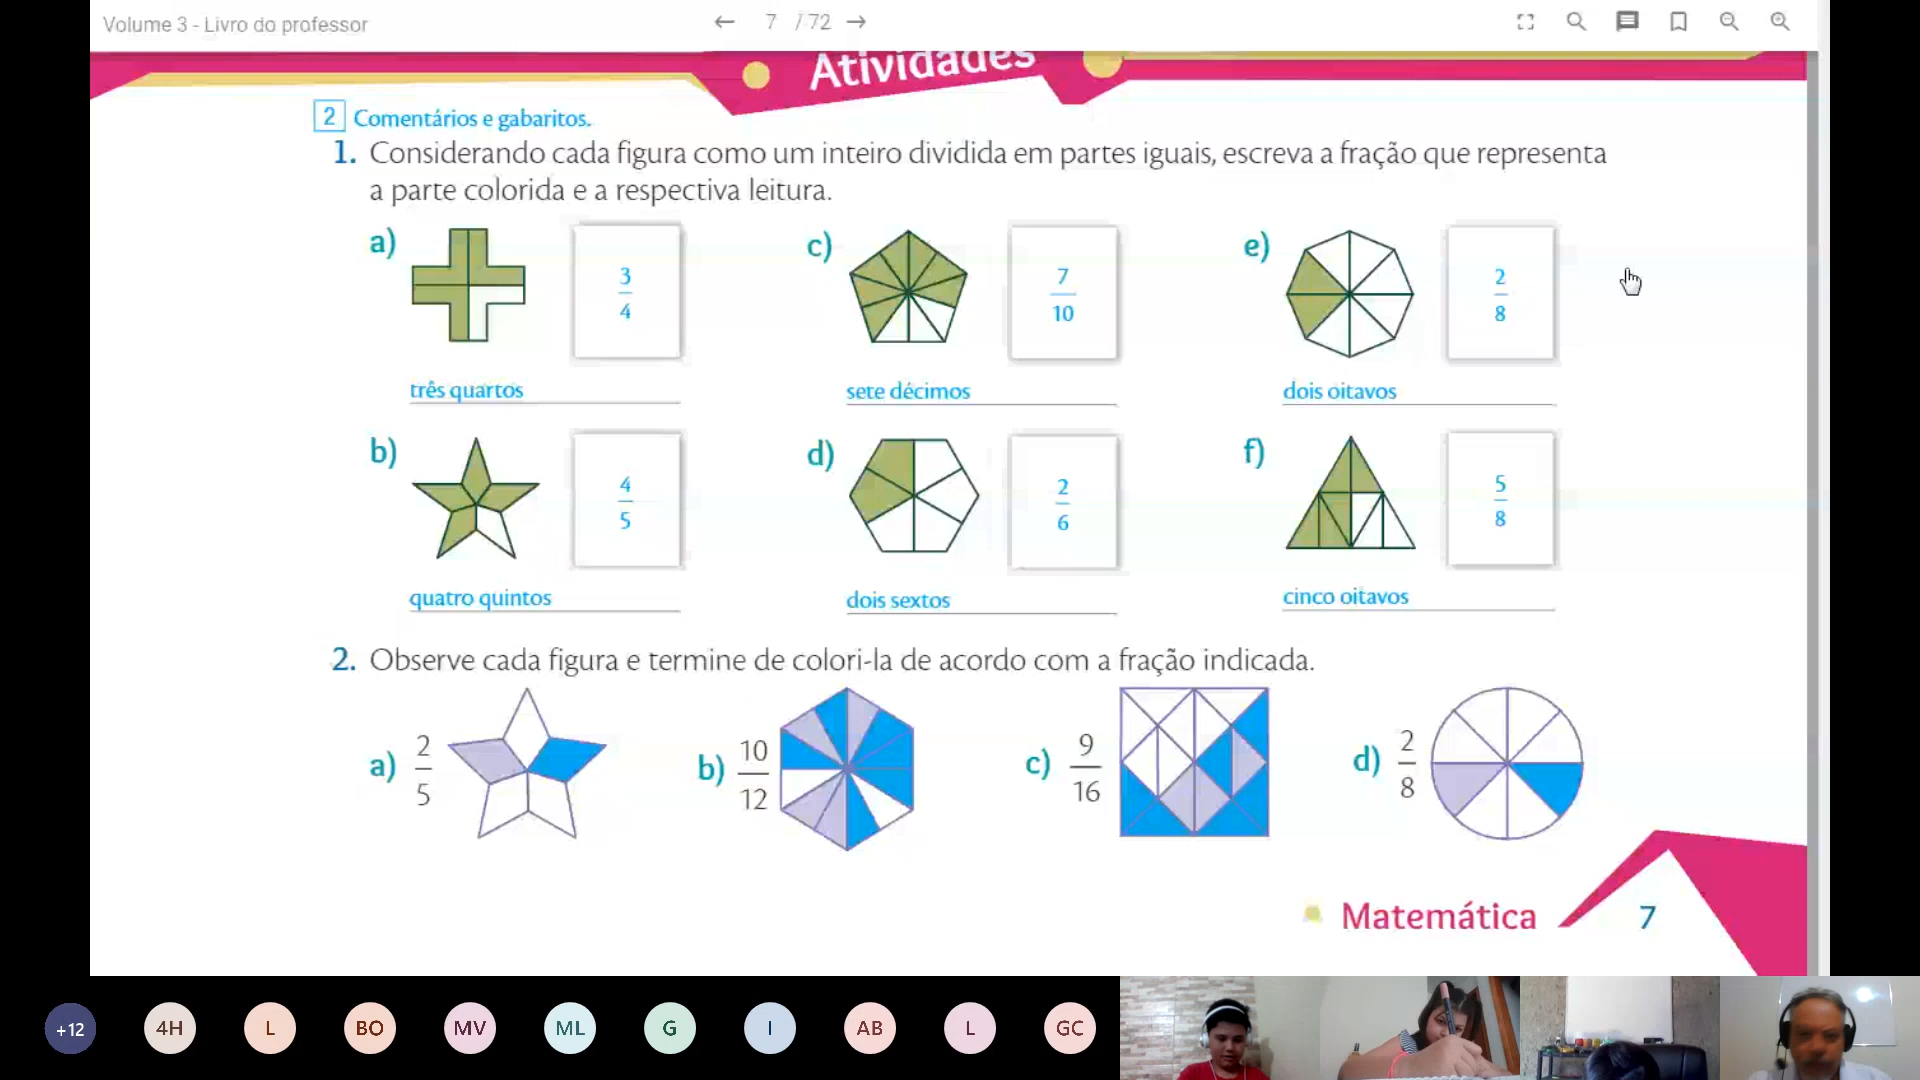 Volume 3 - Livro do professor
7 / 72
Atividades
2 Comentários e gabaritos.
1. Considerando cada figura como um inteiro dividida em partes iguais, escreva a fração que representa
a parte colorida e a respectiva leitura.
a) 3/4
três quartos
c) 7/10
sete décimos
e) 2/8
dois oitavos
b) 4/5
quatro quintos
d) 2/6
dois sextos
f) 5/8
cinco oitavos
2. Observe cada figura e termine de colori-la de acordo com a fração indicada.
a) 2/5
b) 10/12
c) 9/16
d) 2/8
Matemática 7
+12 4H L BO MV ML G I AB L GC